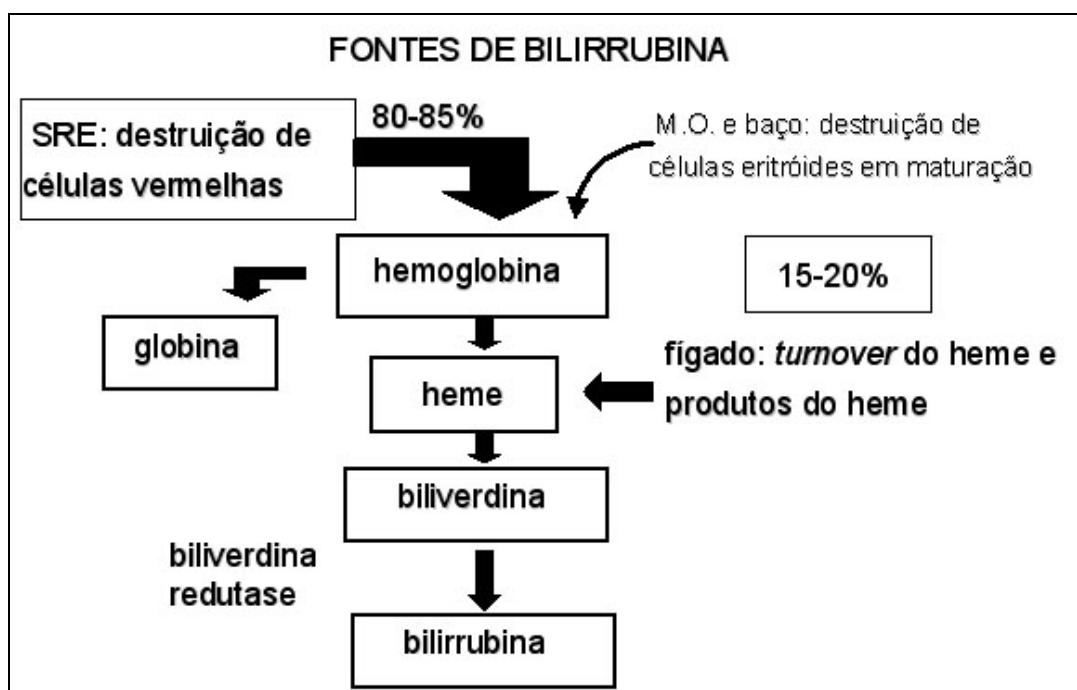 FONTES DE BILIRRUBINA
SRE: destruição de
células vermelhas
80-85%
M.O. e baço: destruição de
células eritróides em maturação
hemoglobina
15-20%
globina
fígado: turnover do heme e
produtos do heme
heme
biliverdina
biliverdina
redutase
bilirrubina